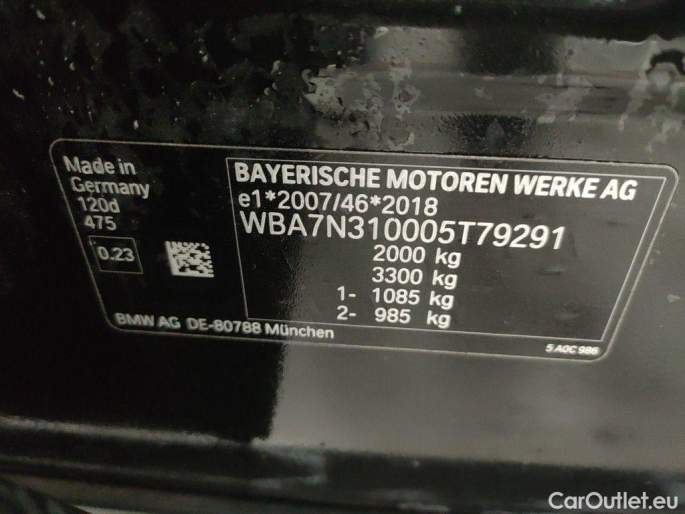 Made in
Germany
120d
475
0.23
BAYERISCHE MOTOREN WERKE AG
e1*2007/46*2018
WBA7N310005T79291
2000 kg
3300 kg
1- 1085 kg
2- 985 kg
BMW AG DE-80788 München
5 A0C 986
CarOutlet.eu